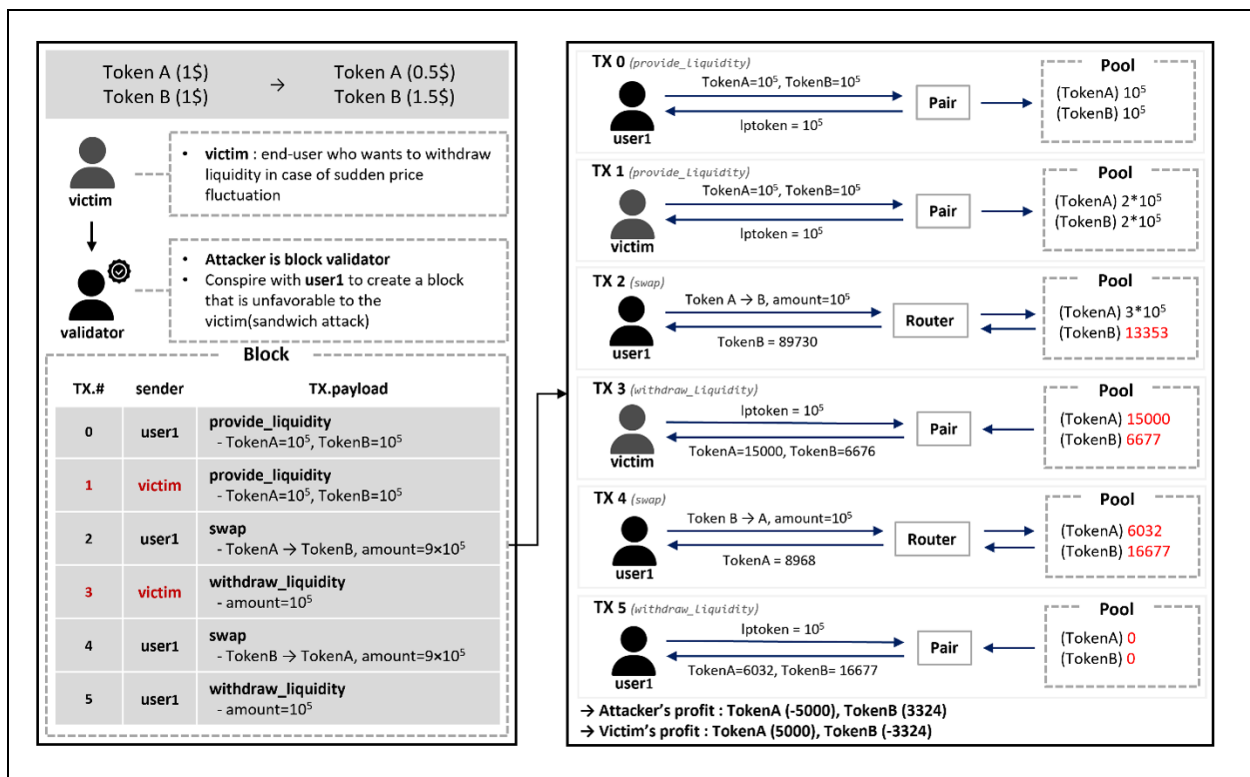 Token A (1$) → Token A (0.5$)
Token B (1$) Token B (1.5$)
victim
• victim : end-user who wants to withdraw
liquidity in case of sudden price
fluctuation
validator
• Attacker is block validator
• Conspire with user1 to create a block
that is unfavorable to the
victim(sandwich attack)
Block
TX.# sender TX.payload
0 user1 provide_liquidity
- TokenA=10⁵, TokenB=10⁵
1 victim provide_liquidity
- TokenA=10⁵, TokenB=10⁵
2 user1 swap
- TokenA → TokenB, amount=9×10⁵
3 victim withdraw_liquidity
- amount=10⁵
4 user1 swap
- TokenB → TokenA, amount=9×10⁵
5 user1 withdraw_liquidity
- amount=10⁵
TX 0 (provide_liquidity)
TokenA=10⁵, TokenB=10⁵
lptoken = 10⁵
user1
Pair
Pool
(TokenA) 10⁵
(TokenB) 10⁵
TX 1 (provide_liquidity)
TokenA=10⁵, TokenB=10⁵
lptoken = 10⁵
victim
Pair
Pool
(TokenA) 2*10⁵
(TokenB) 2*10⁵
TX 2 (swap)
Token A → B, amount=10⁵
TokenB = 89730
user1
Router
Pool
(TokenA) 3*10⁵
(TokenB) 13353
TX 3 (withdraw_liquidity)
lptoken = 10⁵
TokenA=15000, TokenB=6676
victim
Pair
Pool
(TokenA) 15000
(TokenB) 6677
TX 4 (swap)
Token B → A, amount=10⁵
TokenA = 8968
user1
Router
Pool
(TokenA) 6032
(TokenB) 16677
TX 5 (withdraw_liquidity)
lptoken = 10⁵
TokenA=6032, TokenB= 16677
user1
Pair
Pool
(TokenA) 0
(TokenB) 0
→ Attacker's profit : TokenA (-5000), TokenB (3324)
→ Victim's profit : TokenA (5000), TokenB (-3324)